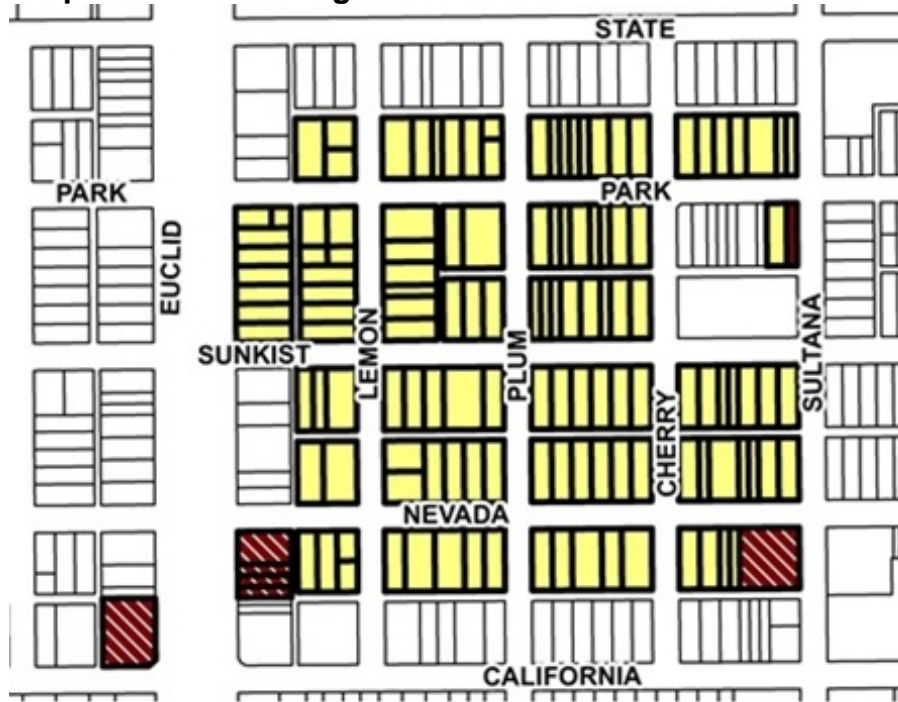 STATE
PARK
PARK
EUCLID
SUNKIST
LEMON
PLUM
SULTANA
CHERRY
NEVADA
CALIFORNIA